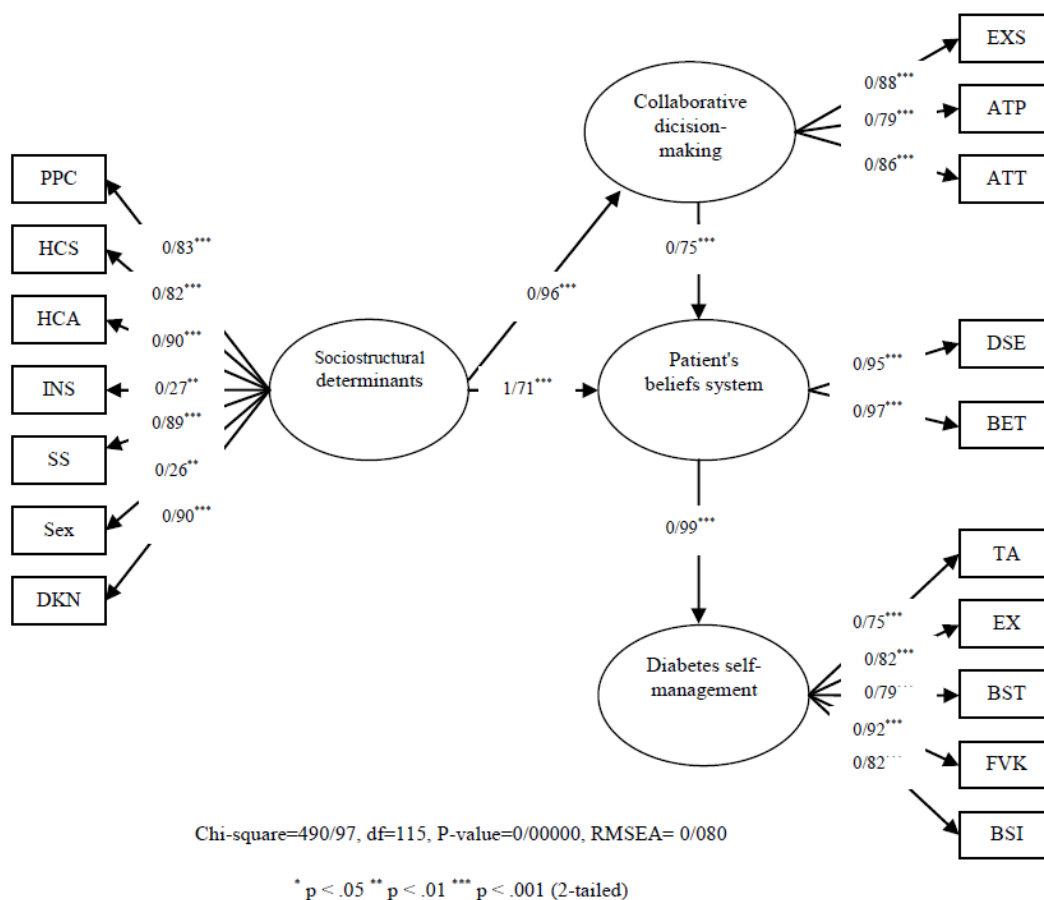 EXS
0/88***
Collaborative
dicision-
making
ATP
0/79***
ATT
0/86***
PPC
0/83***
HCS
0/75***
0/82***
0/96***
HCA
0/90***
Sociostructural
determinants
Patient's
beliefs system
DSE
0/95***
INS
0/27**
1/71***
0/97***
BET
0/89***
SS
0/26**
Sex
0/90***
0/99***
DKN
TA
0/75***
EX
0/82***
Diabetes self-
management
BST
0/79***
0/92***
FVK
0/82***
BSI
Chi-square=490/97, df=115, P-value=0/00000, RMSEA= 0/080
* p < .05 ** p < .01 *** p < .001 (2-tailed)